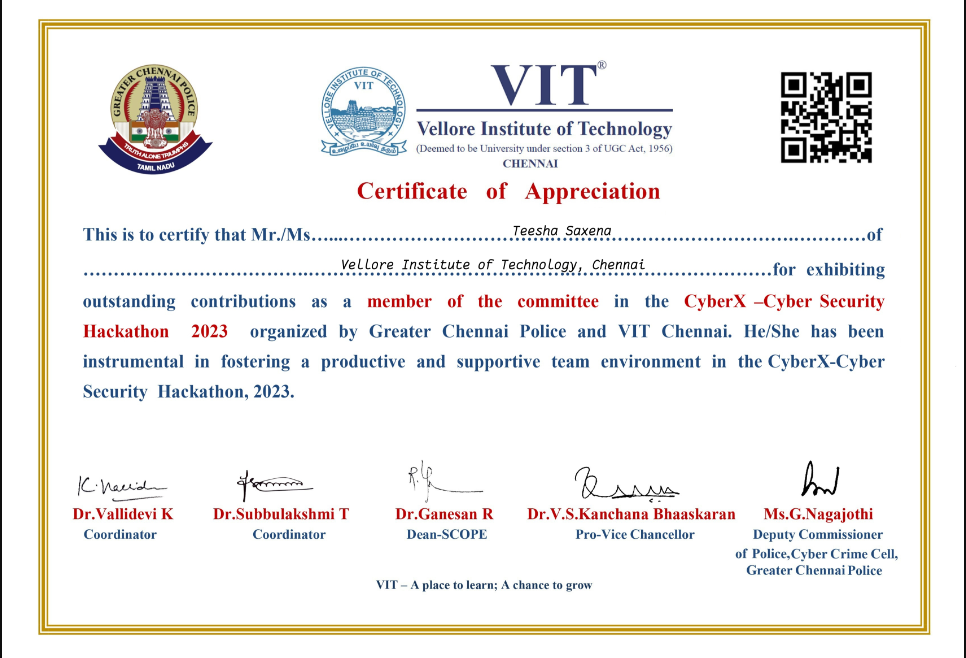 GREATER CHENNAI POLICE
TRUTH ALONE TRIUMPHS
TAMIL NADU
VELLORE INSTITUTE OF TECHNOLOGY
VIT
VIT®
Vellore Institute of Technology
(Deemed to be University under section 3 of UGC Act, 1956)
CHENNAI
Certificate of Appreciation
This is to certify that Mr./Ms.....Teesha Saxena.....of
.....Vellore Institute of Technology, Chennai.....for exhibiting
outstanding contributions as a member of the committee in the CyberX –Cyber Security
Hackathon 2023 organized by Greater Chennai Police and VIT Chennai. He/She has been
instrumental in fostering a productive and supportive team environment in the CyberX-Cyber
Security Hackathon, 2023.
Dr.Vallidevi K Dr.Subbulakshmi T Dr.Ganesan R Dr.V.S.Kanchana Bhaaskaran Ms.G.Nagajothi
Coordinator Coordinator Dean-SCOPE Pro-Vice Chancellor Deputy Commissioner
of Police,Cyber Crime Cell,
Greater Chennai Police
VIT – A place to learn; A chance to grow